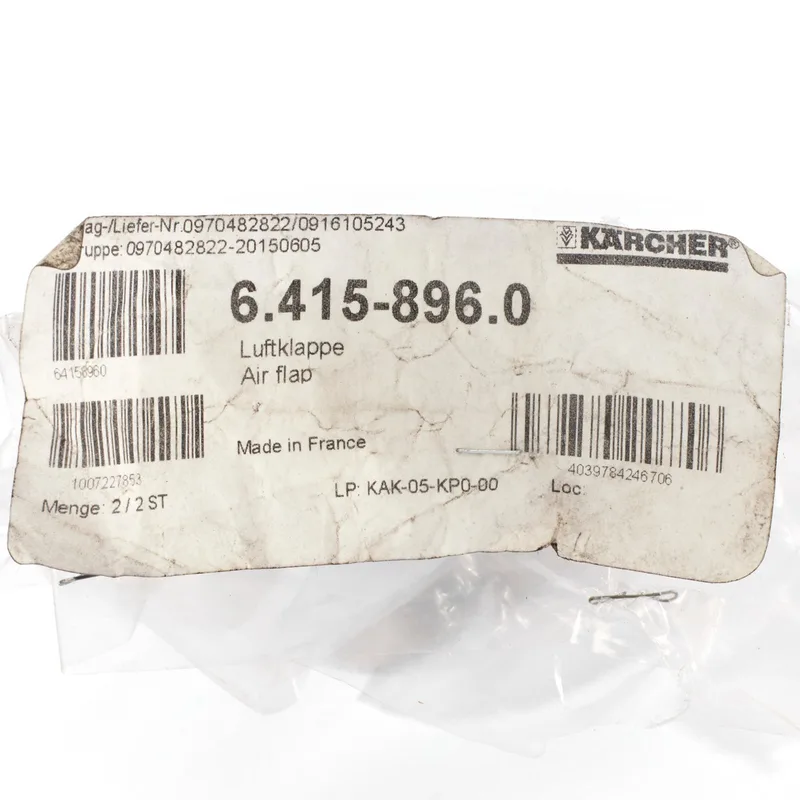 ag-/Liefer-Nr.0970482822/0916105243
ruppe: 0970482822-20150605
KÄRCHER®
6.415-896.0
64158960
Luftklappe
Air flap
1007227853
Made in France
4039784246706
Menge: 2 / 2 ST
LP: KAK-05-KP0-00
Loc: